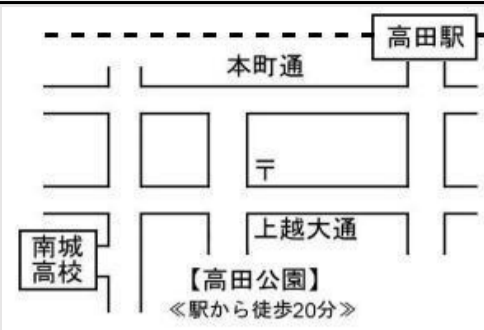 高田駅
本町通
〒
上越大通
南城
高校
【高田公園】
≪駅から徒歩20分≫